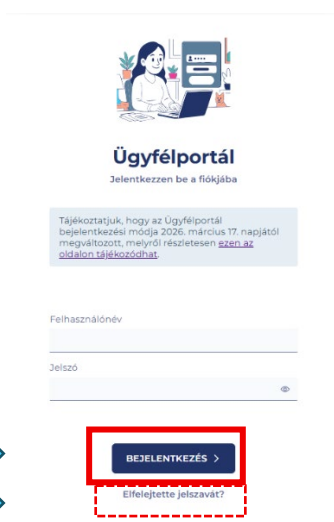 Ügyfélportál
Jelentkezzen be a fiókjába
Tájékoztatjuk, hogy az Ügyfélportál
bejelentkezési módja 2026. március 17. napjától
megváltozott, melyről részletesen ezen az
oldalon tájékozódhat.
Felhasználónév
Jelszó
BEJELENTKEZÉS >
Elfelejtette jelszavát?